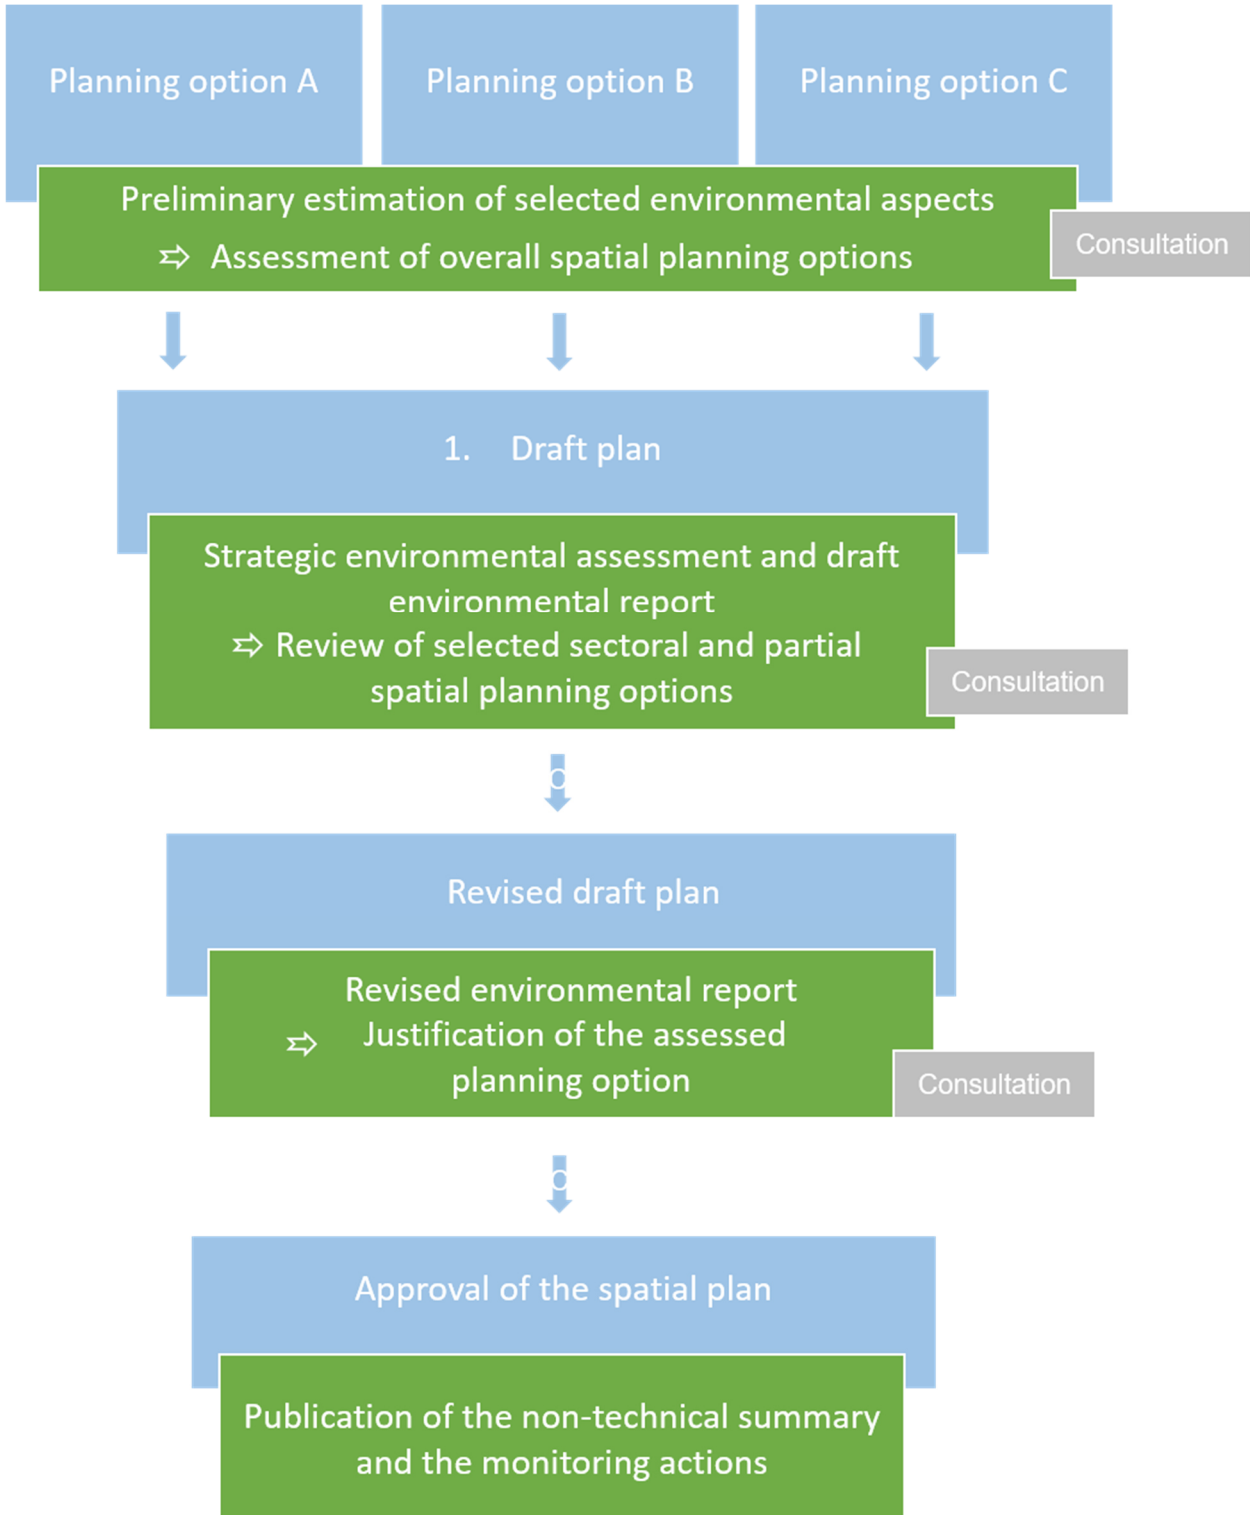 Planning option A
Planning option B
Planning option C
Preliminary estimation of selected environmental aspects
⇨ Assessment of overall spatial planning options
Consultation
1. Draft plan
Strategic environmental assessment and draft
environmental report
⇨ Review of selected sectoral and partial
spatial planning options
Consultation
O
Revised draft plan
Revised environmental report
⇨ Justification of the assessed
planning option
Consultation
O
Approval of the spatial plan
Publication of the non-technical summary
and the monitoring actions